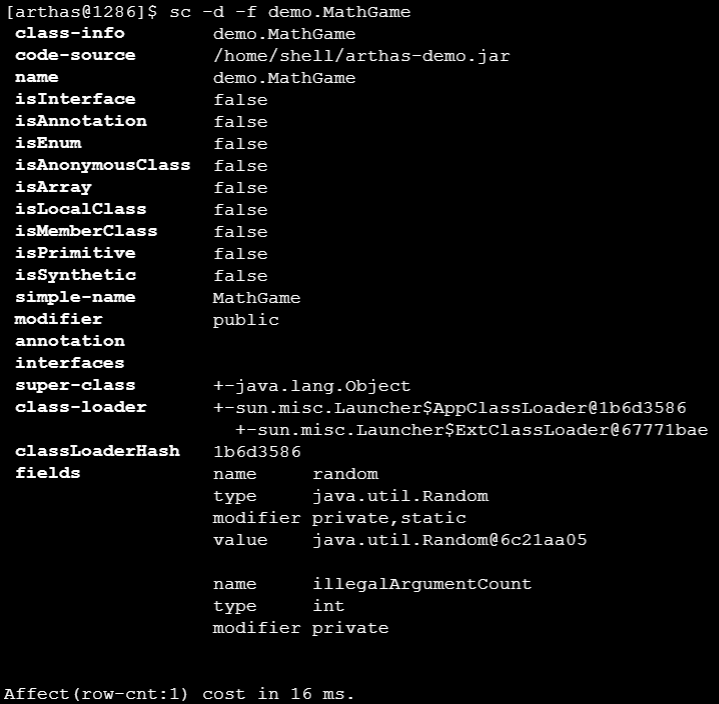 [arthas@1286]$ sc -d -f demo.MathGame
class-info demo.MathGame
code-source /home/shell/arthas-demo.jar
name demo.MathGame
isInterface false
isAnnotation false
isEnum false
isAnonymousClass false
isArray false
isLocalClass false
isMemberClass false
isPrimitive false
isSynthetic false
simple-name MathGame
modifier public
annotation
interfaces
super-class +-java.lang.Object
class-loader +-sun.misc.Launcher$AppClassLoader@1b6d3586
+-sun.misc.Launcher$ExtClassLoader@67771bae
classLoaderHash 1b6d3586
fields name random
type java.util.Random
modifier private,static
value java.util.Random@6c21aa05
name illegalArgumentCount
type int
modifier private
Affect(row-cnt:1) cost in 16 ms.